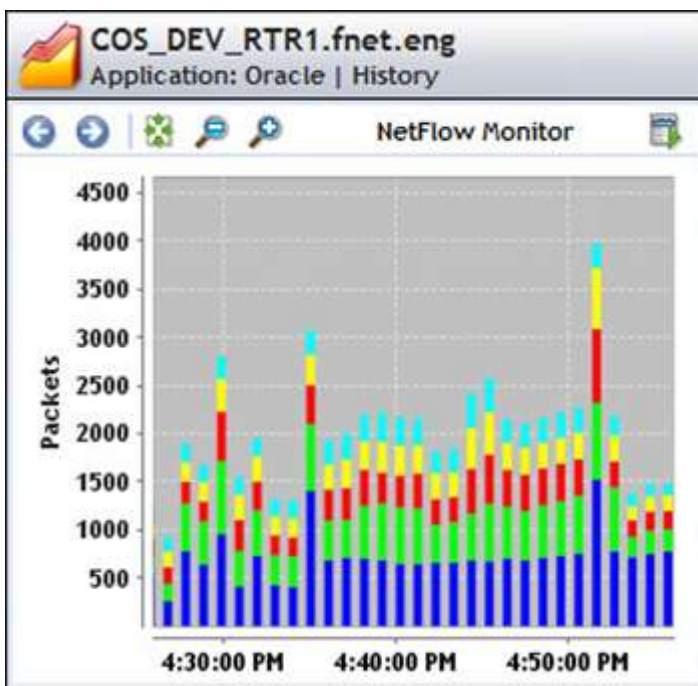 COS_DEV_RTR1.fnet.eng
Application: Oracle | History
NetFlow Monitor
4500
4000
3500
3000
2500
2000
1500
1000
500
Packets
4:30:00 PM
4:40:00 PM
4:50:00 PM